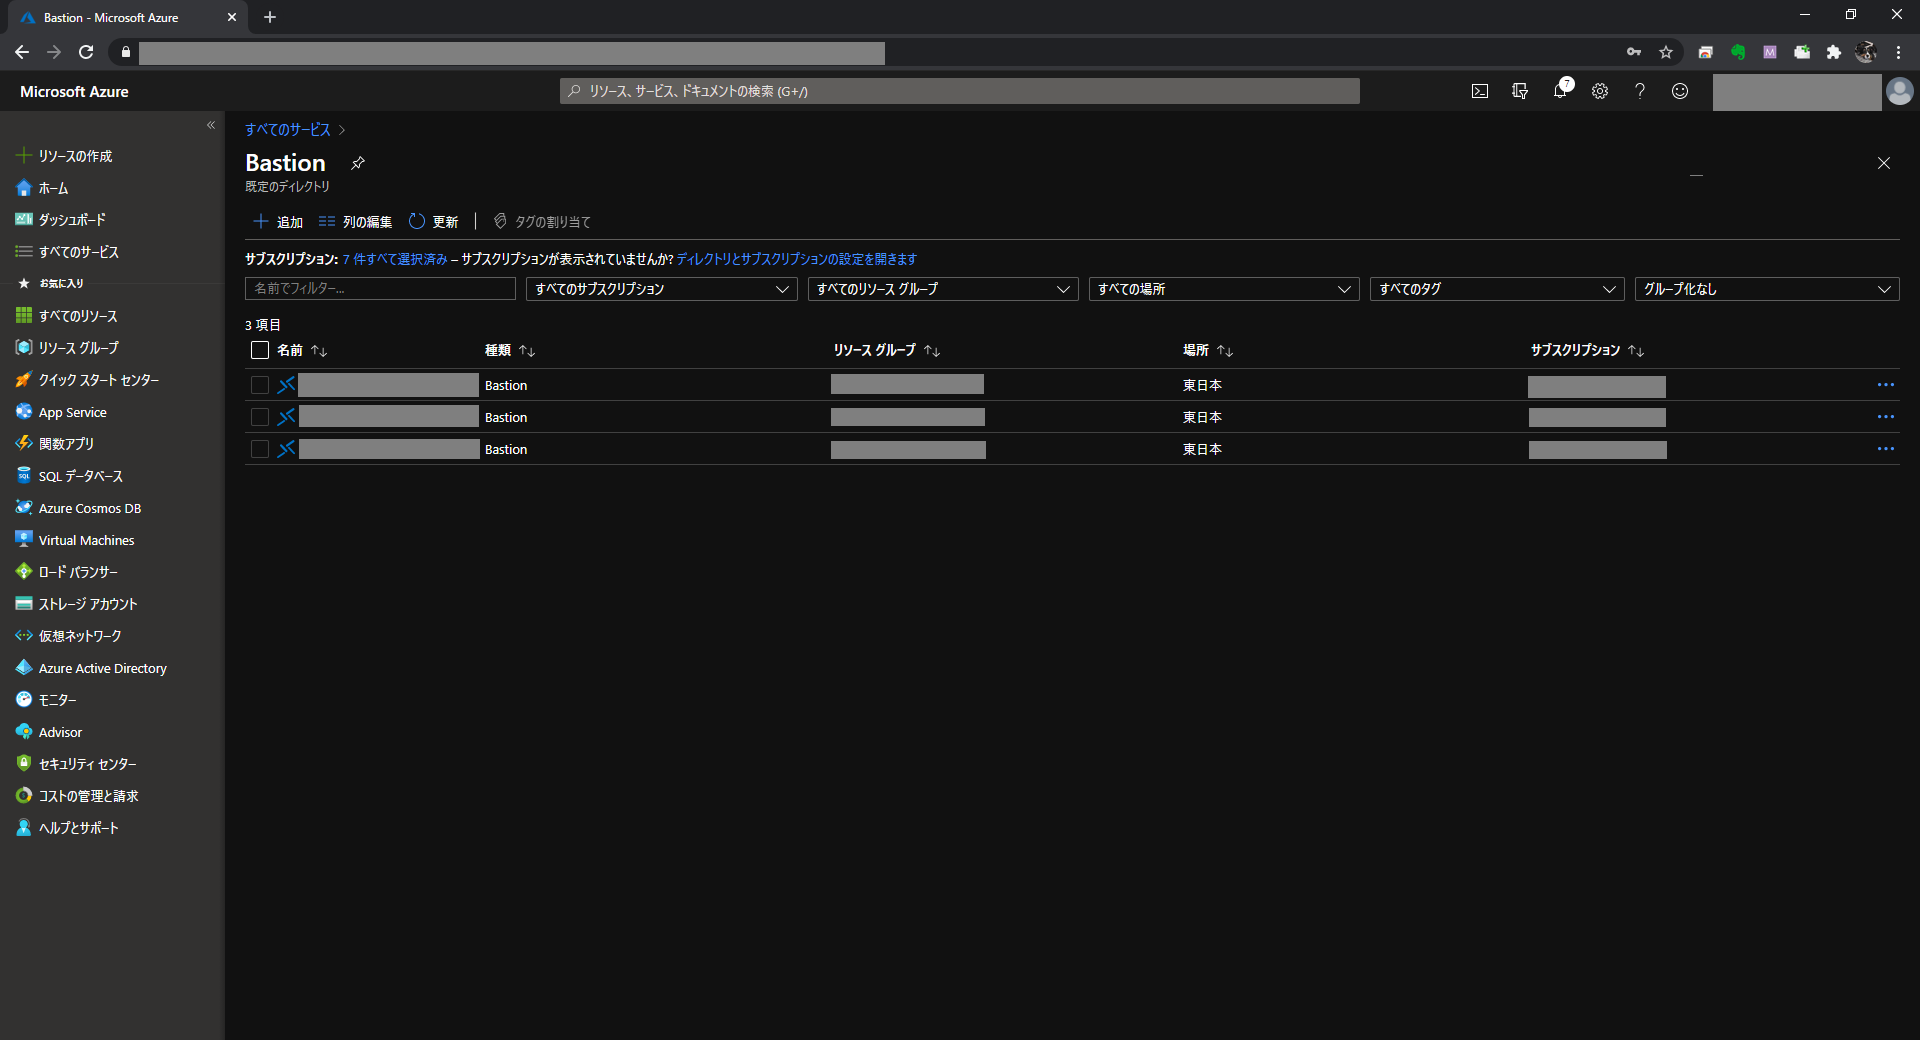 Bastion - Microsoft Azure
Microsoft Azure
リソース、サービス、ドキュメントの検索 (G+/)
7
リソースの作成
ホーム
ダッシュボード
すべてのサービス
お気に入り
すべてのリソース
リソース グループ
クイック スタート センター
App Service
関数アプリ
SQL データベース
Azure Cosmos DB
Virtual Machines
ロード バランサー
ストレージ アカウント
仮想ネットワーク
Azure Active Directory
モニター
Advisor
セキュリティ センター
コストの管理と請求
ヘルプとサポート
すべてのサービス
Bastion
既定のディレクトリ
追加 列の編集 更新 タグの割り当て
サブスクリプション: 7 件すべて選択済み – サブスクリプションが表示されていませんか? ディレクトリとサブスクリプションの設定を開きます
名前でフィルター... すべてのサブスクリプション すべてのリソース グループ すべての場所 すべてのタグ グループ化なし
3 項目
名前 種類 リソース グループ 場所 サブスクリプション
Bastion 東日本
Bastion 東日本
Bastion 東日本